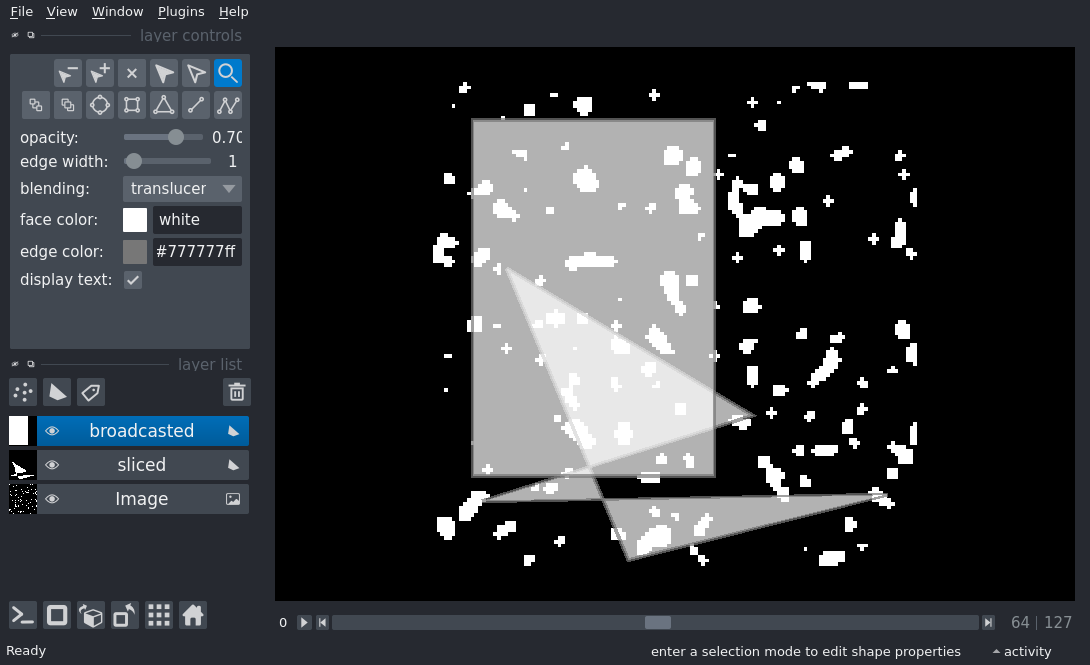 File View Window Plugins Help
layer controls
opacity: 0.70
edge width: 1
blending: translucer
face color: white
edge color: #777777ff
display text:
layer list
broadcasted
sliced
Image
0 64 | 127
Ready enter a selection mode to edit shape properties activity